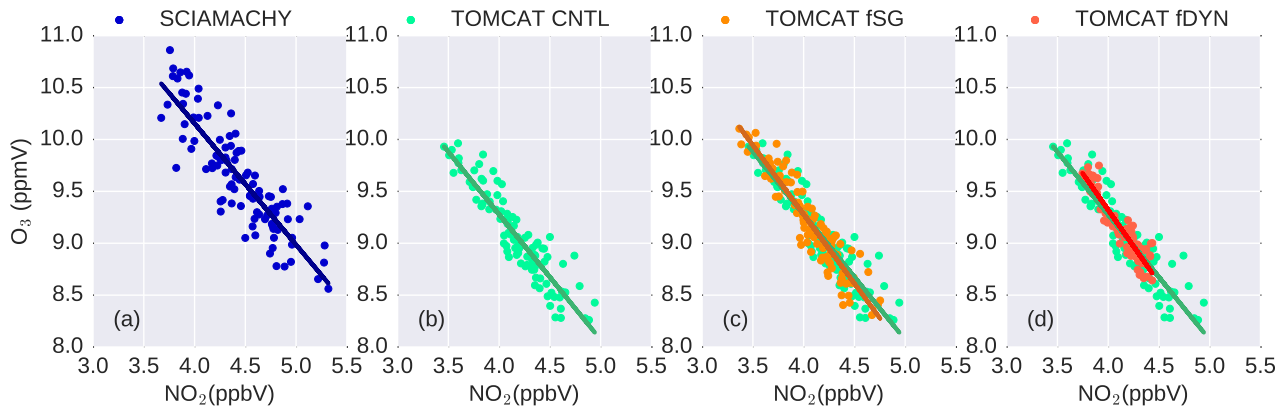 SCIAMACHY TOMCAT CNTL TOMCAT fSG TOMCAT fDYN
11.0 11.0 11.0 11.0
10.5 10.5 10.5 10.5
10.0 10.0 10.0 10.0
9.5 9.5 9.5 9.5
O₃ (ppmV)
9.0 9.0 9.0 9.0
8.5 8.5 8.5 8.5
(a) (b) (c) (d)
8.0 8.0 8.0 8.0
3.0 3.5 4.0 4.5 5.0 5.5 3.0 3.5 4.0 4.5 5.0 5.5 3.0 3.5 4.0 4.5 5.0 5.5 3.0 3.5 4.0 4.5 5.0 5.5
NO₂(ppbV) NO₂(ppbV) NO₂(ppbV) NO₂(ppbV)